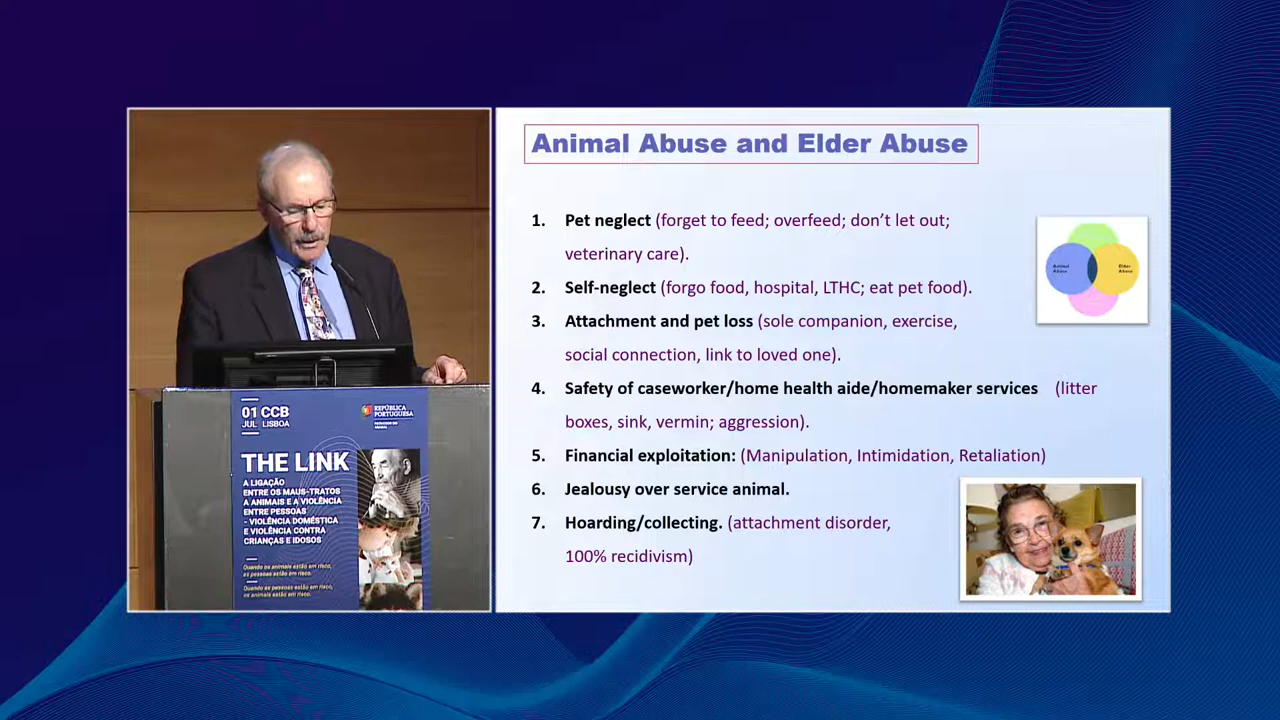 Animal Abuse and Elder Abuse
1. Pet neglect (forget to feed; overfeed; don’t let out;
veterinary care).
2. Self-neglect (forgo food, hospital, LTHC; eat pet food).
3. Attachment and pet loss (sole companion, exercise,
social connection, link to loved one).
4. Safety of caseworker/home health aide/homemaker services (litter
boxes, sink, vermin; aggression).
5. Financial exploitation: (Manipulation, Intimidation, Retaliation)
6. Jealousy over service animal.
7. Hoarding/collecting. (attachment disorder,
100% recidivism)
Animal
Abuse
Elder
Abuse
01 CCB
JUL LISBOA
REPÚBLICA
PORTUGUESA
THE LINK
A LIGAÇÃO
ENTRE OS MAUS-TRATOS
A ANIMAIS E A VIOLÊNCIA
ENTRE PESSOAS
- VIOLÊNCIA DOMÉSTICA
E VIOLÊNCIA CONTRA
CRIANÇAS E IDOSOS
Quando os animais estão em risco,
as pessoas estão em risco.
Quando as pessoas estão em risco,
os animais estão em risco.